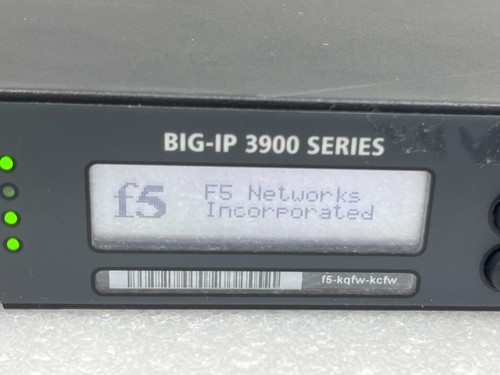 BIG-IP 3900 SERIES
f5 F5 Networks
Incorporated
f5-kqfw-kcfw